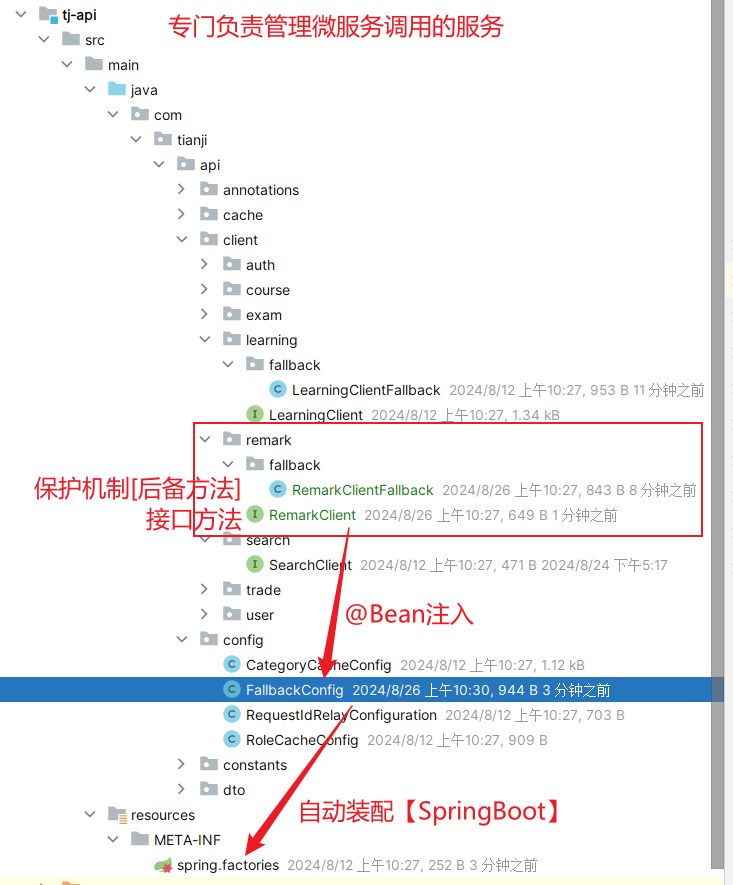 tj-api
专门负责管理微服务调用的服务
src
main
java
com
tianji
api
annotations
cache
client
auth
course
exam
learning
fallback
LearningClientFallback 2024/8/12 上午10:27, 953 B 11 分钟之前
LearningClient 2024/8/12 上午10:27, 1.34 kB
remark
fallback
保护机制[后备方法]
RemarkClientFallback 2024/8/26 上午10:27, 843 B 8 分钟之前
接口方法
RemarkClient 2024/8/26 上午10:27, 649 B 1 分钟之前
search
SearchClient 2024/8/12 上午10:27, 471 B 2024/8/24 下午5:17
trade
user
@Bean注入
config
CategoryCacheConfig 2024/8/12 上午10:27, 1.12 kB
FallbackConfig 2024/8/26 上午10:30, 944 B 3 分钟之前
RequestIdRelayConfiguration 2024/8/12 上午10:27, 703 B
RoleCacheConfig 2024/8/12 上午10:27, 909 B
constants
dto
自动装配【SpringBoot】
resources
META-INF
spring.factories 2024/8/12 上午10:27, 252 B 3 分钟之前